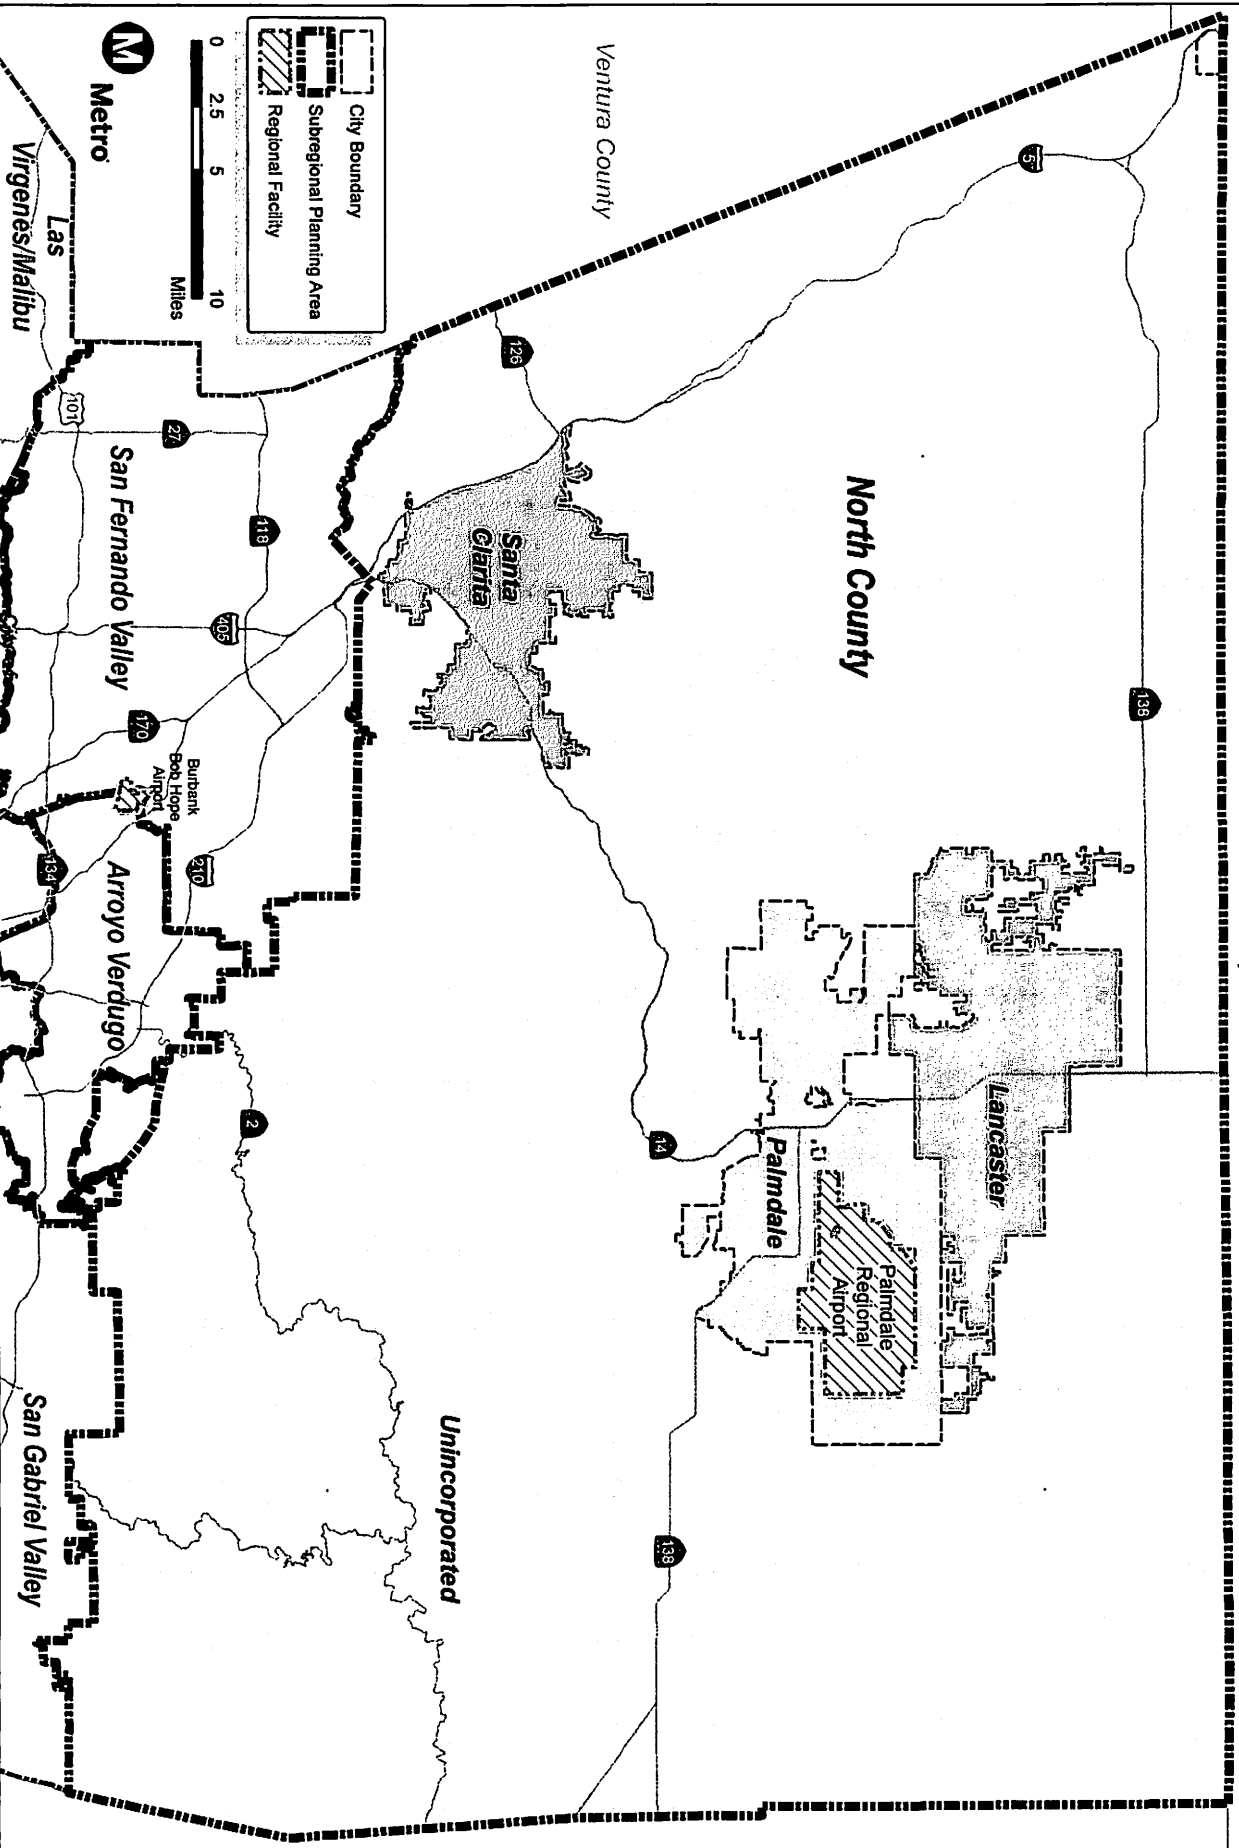 Ventura County
5
138
North County
126
Santa
Clarita
Lancaster
Palmdale
Palmdale
Regional
Airport
14
138
Unincorporated
2
City Boundary
Subregional Planning Area
Regional Facility
0 2.5 5 10
Miles
M
Metro
Las
Virgenes/Malibu
101
27
118
405
San Fernando Valley
170
Burbank
Bob Hope
Airport
210
134
Arroyo Verdugo
San Gabriel Valley